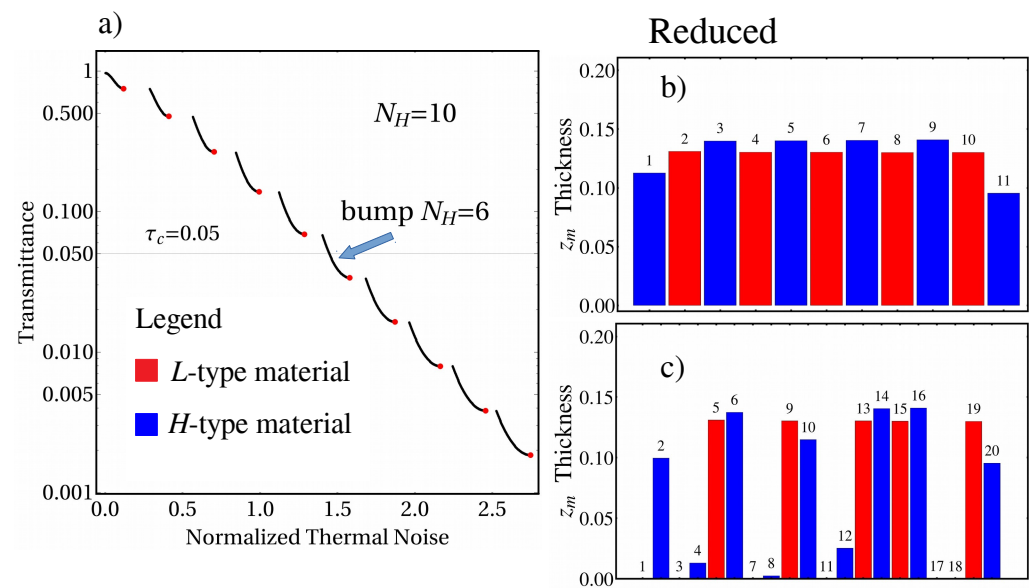 a)
Reduced
1
0.500
0.100
0.050
0.010
0.005
0.001
Transmittance
N_H=10
bump N_H=6
τ_c=0.05
Legend
L-type material
H-type material
0.0 0.5 1.0 1.5 2.0 2.5
Normalized Thermal Noise
b)
0.20
0.15
0.10
0.05
0.00
z_m Thickness
1 2 3 4 5 6 7 8 9 10 11
c)
0.20
0.15
0.10
0.05
0.00
z_m Thickness
1 2 3 4 5 6 7 8 9 10 11 12 13 14 15 16 17 18 19 20